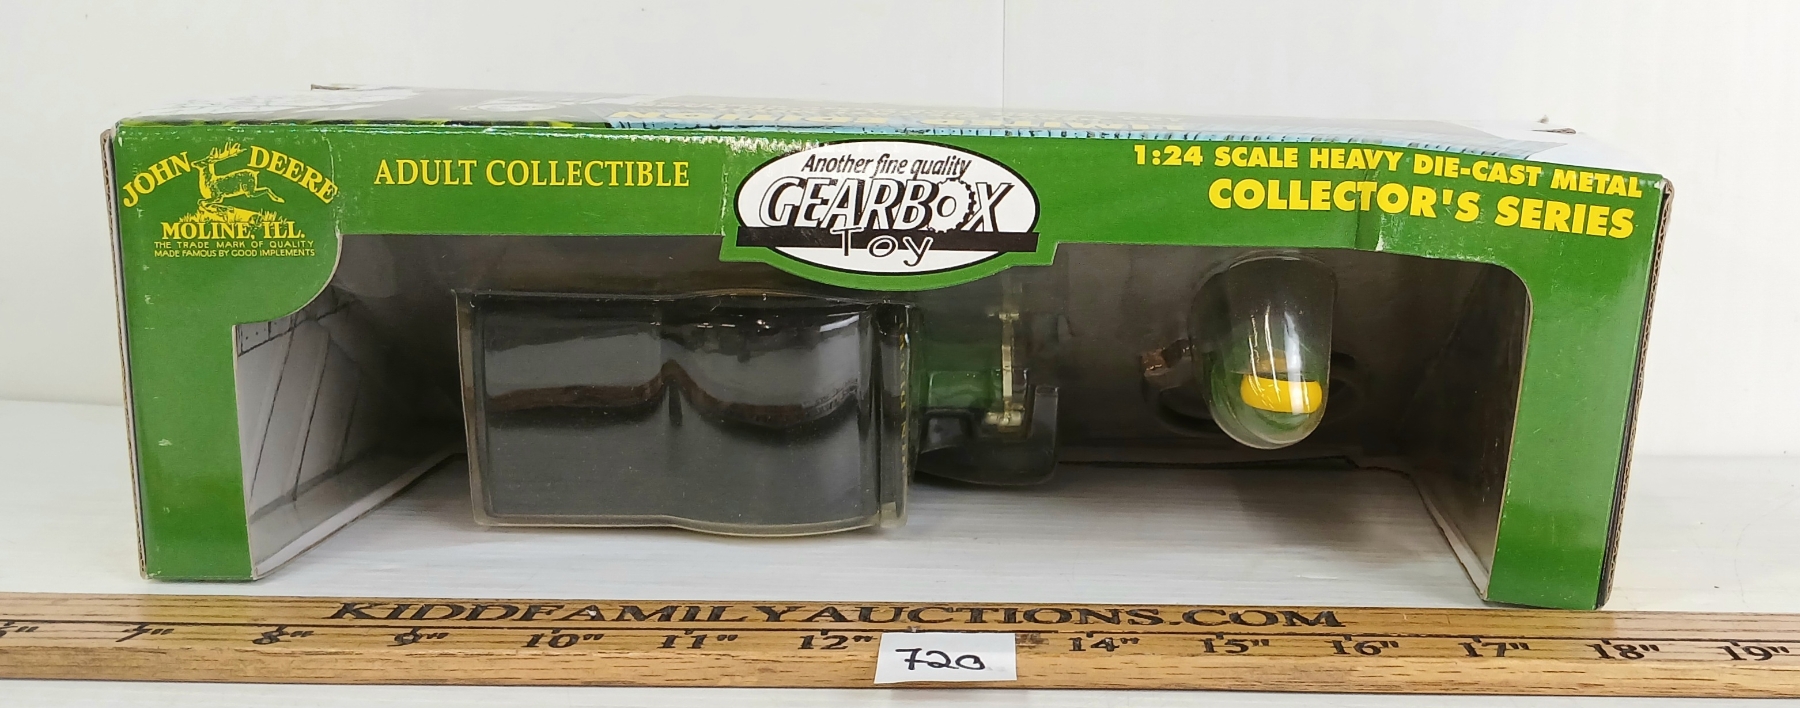 JOHN DEERE
MOLINE, ILL.
THE TRADE MARK OF QUALITY
MADE FAMOUS BY GOOD IMPLEMENTS
ADULT COLLECTIBLE
Another fine quality
GEARBOX
Toy
1:24 SCALE HEAVY DIE-CAST METAL
COLLECTOR'S SERIES
KIDDFAMILYAUCTIONS.COM
7" 8" 9" 10" 11" 12" 14" 15" 16" 17" 18" 19"
720